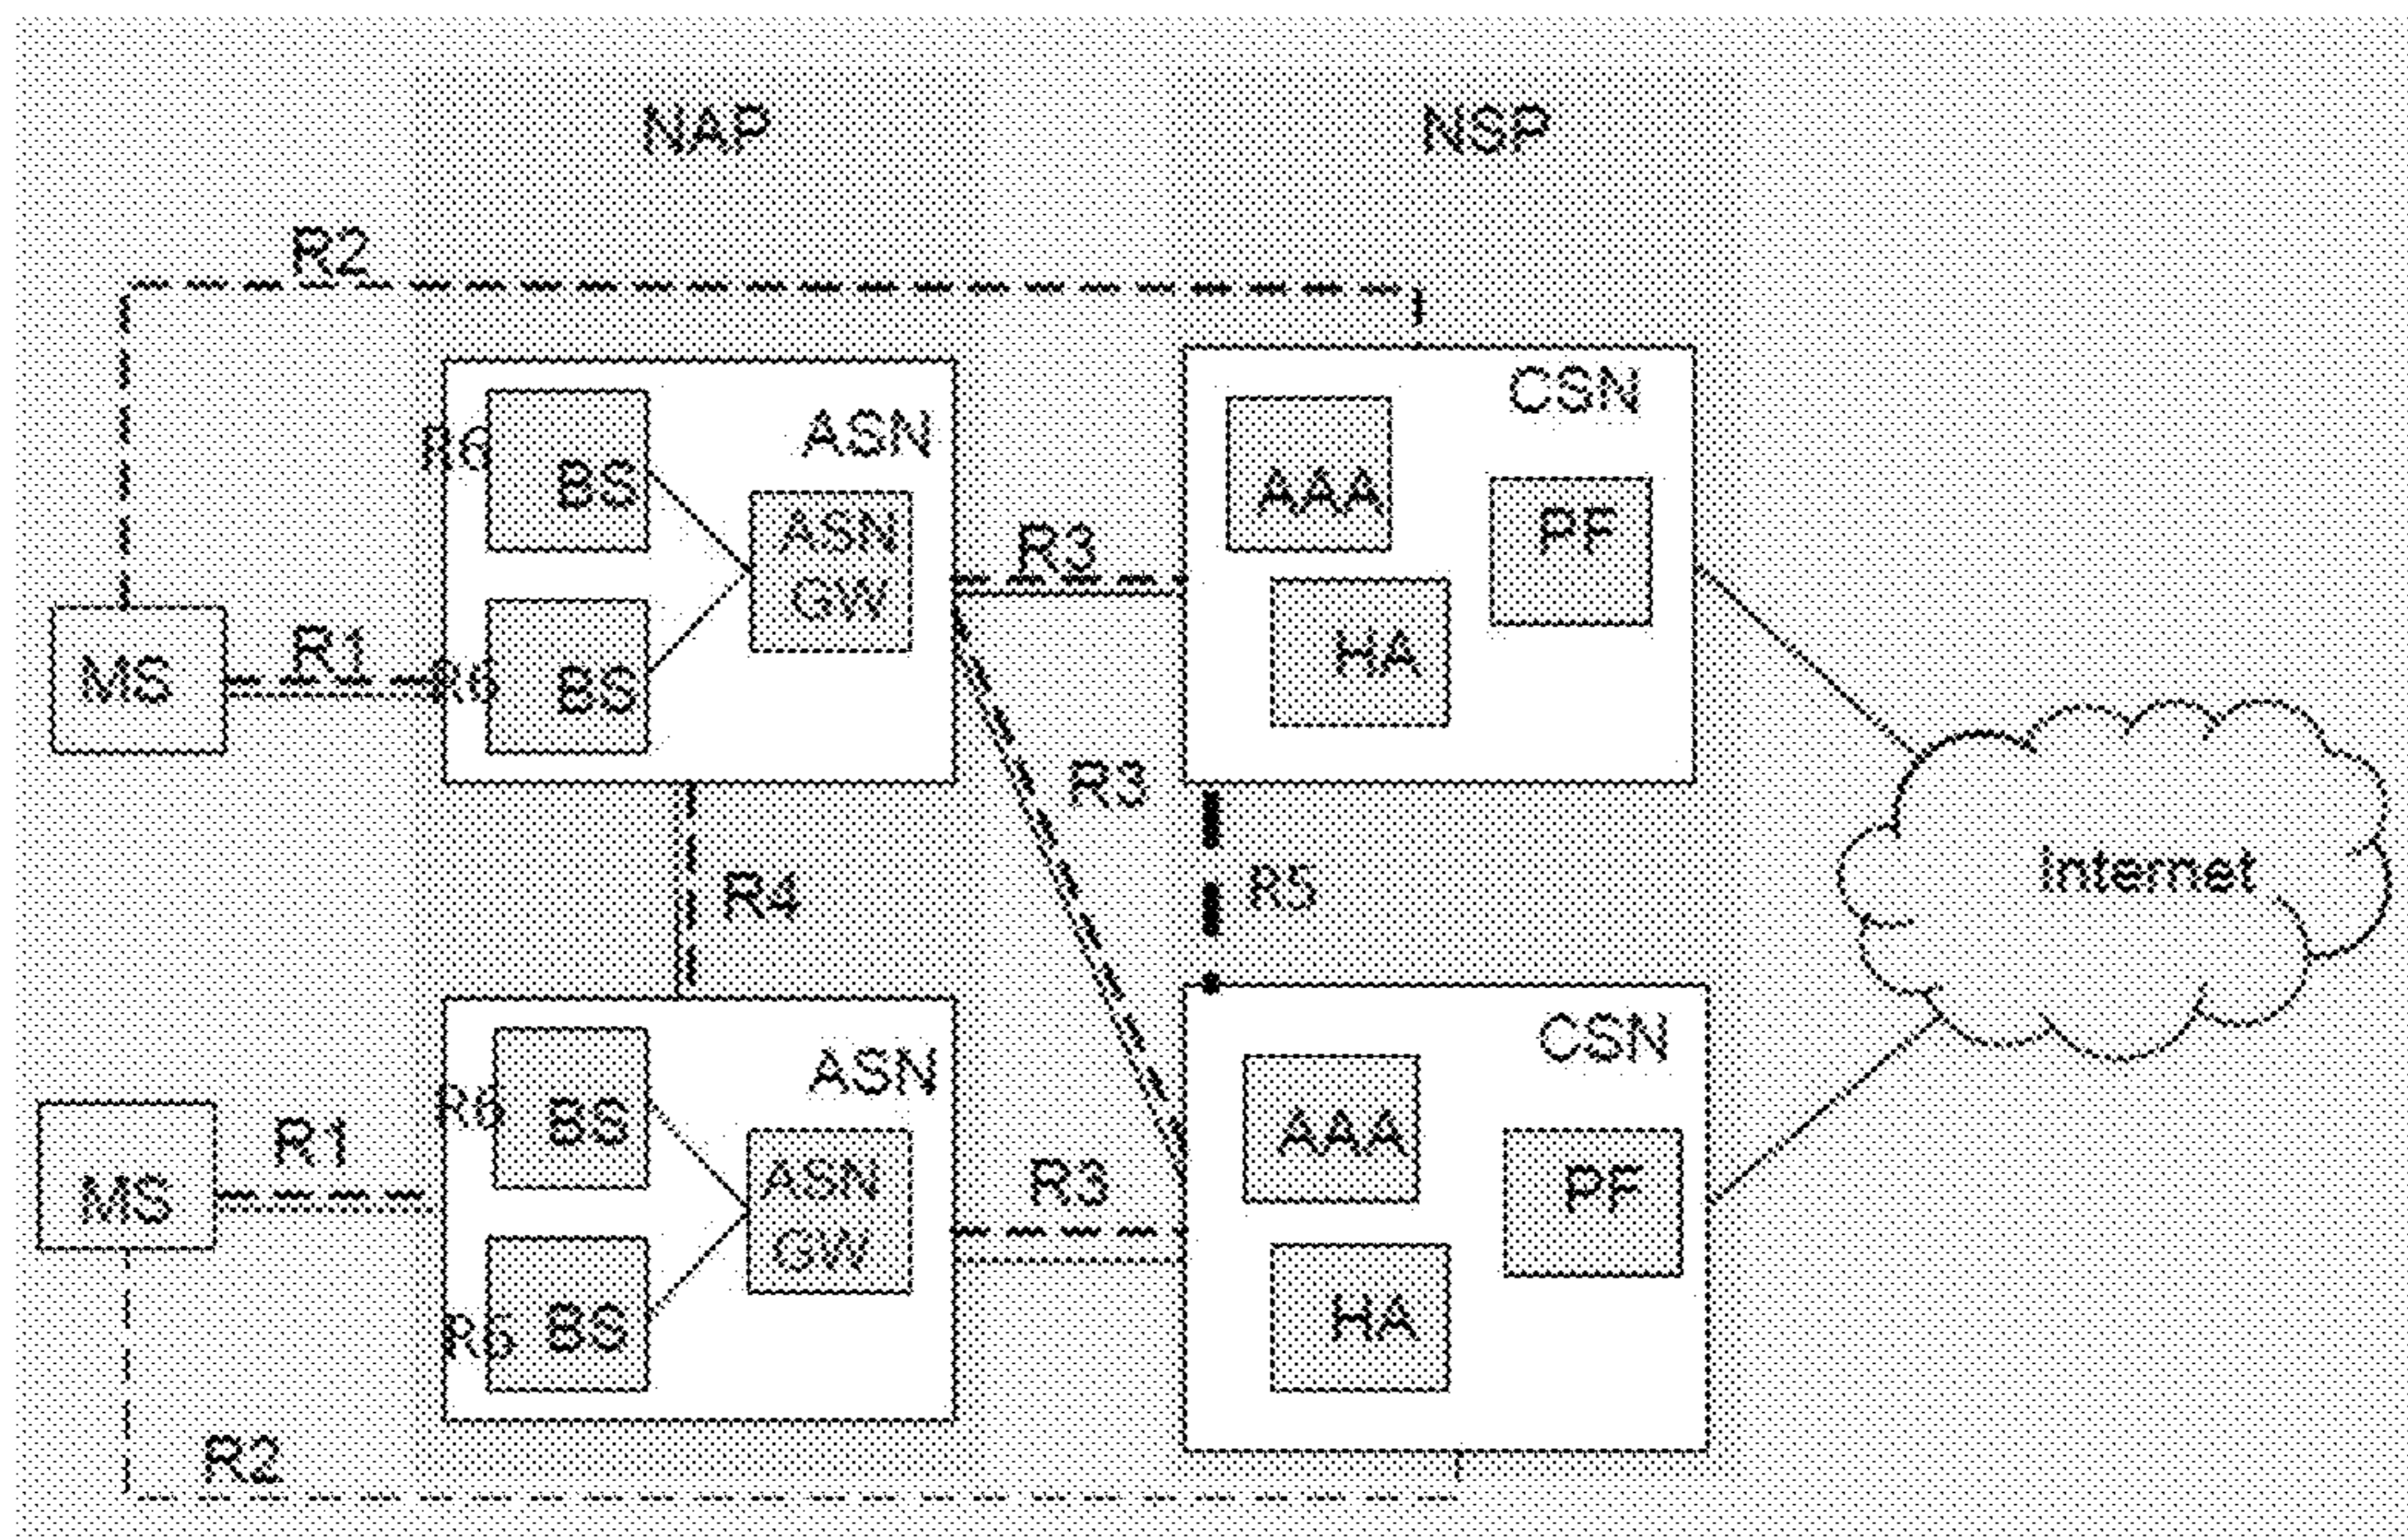 NAP
NSP
R2
CSN
R6
ASN
BS
AAA
PF
ASN
GW
R3
R1
MS
R6
BS
HA
R3
Internet
R4
R5
CSN
ASN
R6
BS
AAA
R1
R3
ASN
GW
PF
MS
R6
BS
HA
R2